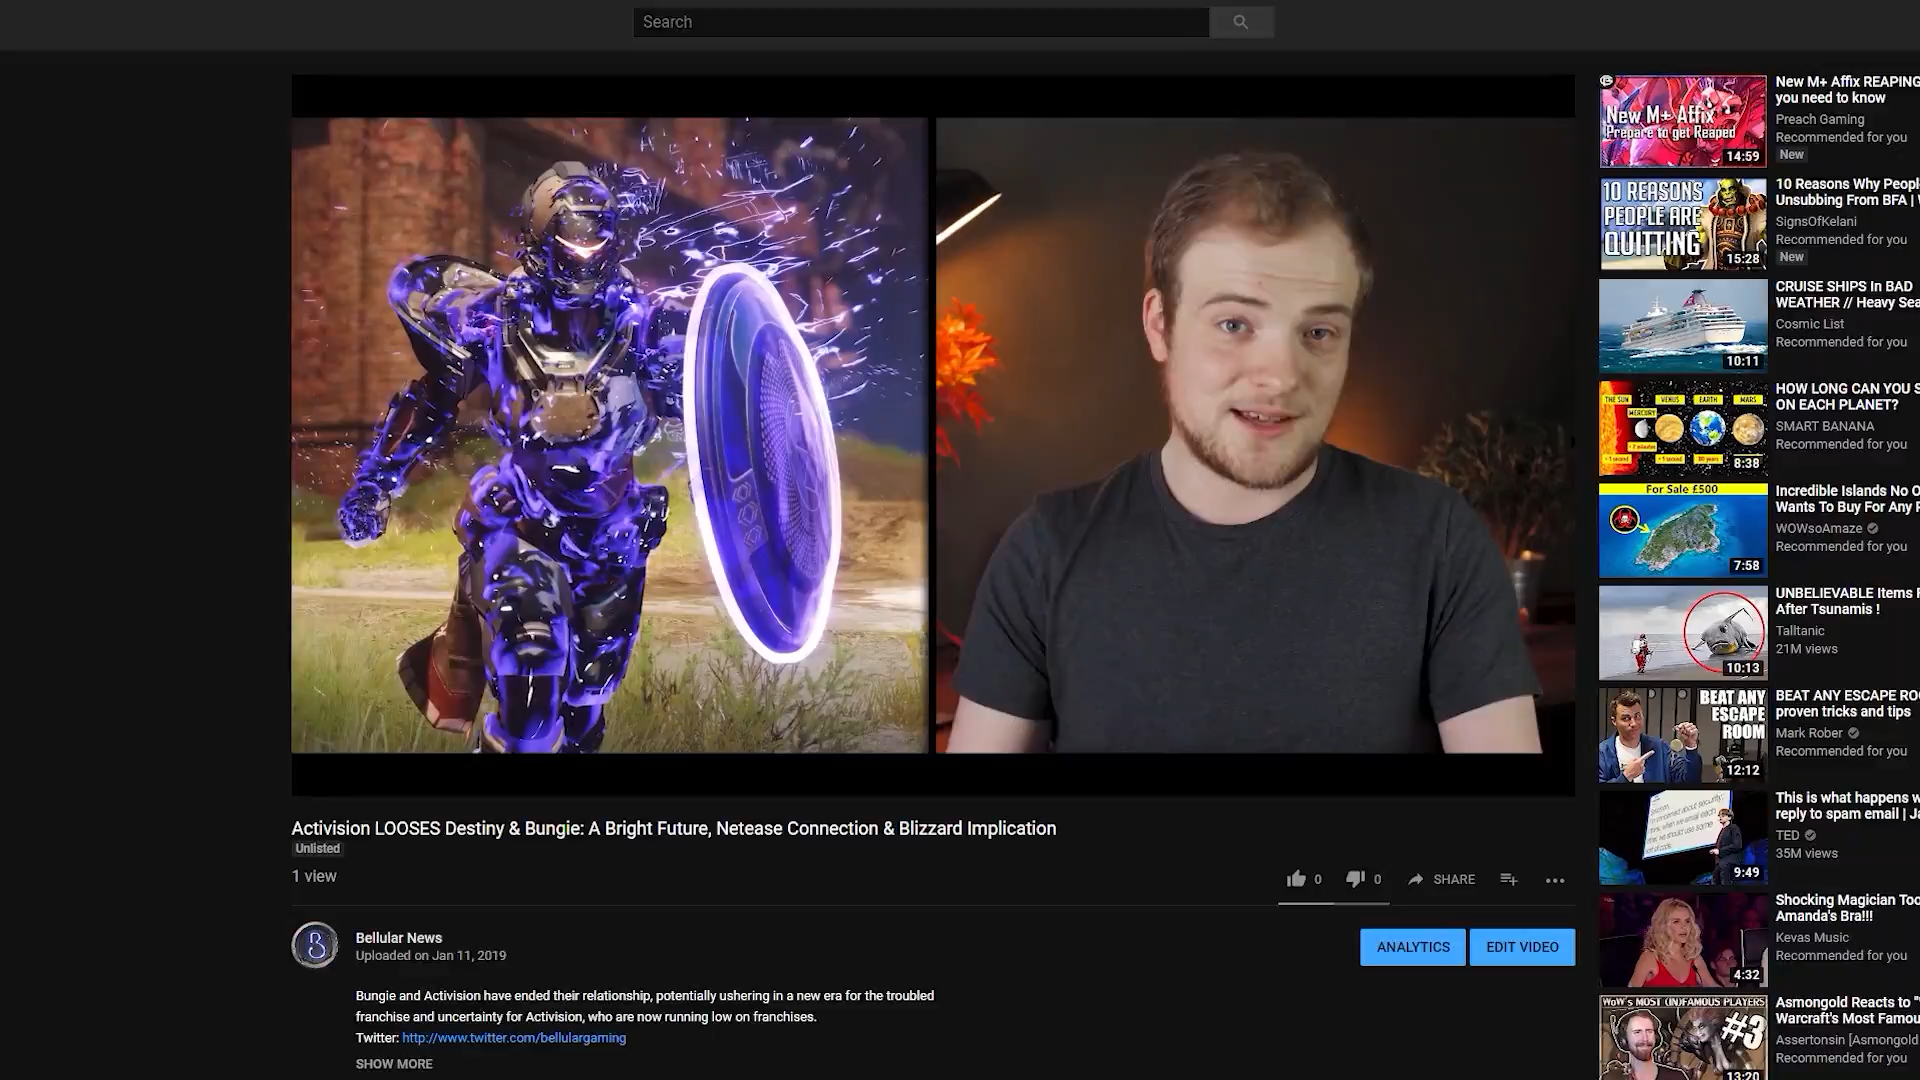 Search
Activision LOOSES Destiny & Bungie: A Bright Future, Netease Connection & Blizzard Implication
Unlisted
1 view
0
0
SHARE
Bellular News
Uploaded on Jan 11, 2019
ANALYTICS
EDIT VIDEO
Bungie and Activision have ended their relationship, potentially ushering in a new era for the troubled
franchise and uncertainty for Activision, who are now running low on franchises.
Twitter: http://www.twitter.com/bellulargaming
SHOW MORE
New M+ Affix
Prepare to get Reaped
14:59
New M+ Affix REAPING
you need to know
Preach Gaming
Recommended for you
New
10 REASONS
PEOPLE ARE
QUITTING
15:28
10 Reasons Why Peopl
Unsubbing From BFA |
SignsOfKelani
Recommended for you
New
10:11
CRUISE SHIPS In BAD
WEATHER // Heavy Sea
Cosmic List
Recommended for you
THE SUN
MERCURY
VENUS
EARTH
MARS
8:38
HOW LONG CAN YOU S
ON EACH PLANET?
SMART BANANA
Recommended for you
For Sale £500
7:58
Incredible Islands No O
Wants To Buy For Any
WOWsoAmaze
Recommended for you
10:13
UNBELIEVABLE Items
After Tsunamis !
Talltanic
21M views
BEAT ANY
ESCAPE
ROOM
12:12
BEAT ANY ESCAPE RO
proven tricks and tips
Mark Rober
Recommended for you
9:49
This is what happens w
reply to spam email | Ja
TED
35M views
4:32
Shocking Magician Too
Amanda's Bra!!!
Kevas Music
Recommended for you
WoW's MOST (IN)FAMOUS PLAYERS
#3
13:20
Asmongold Reacts to "
Warcraft's Most Famou
Assertonsin [Asmongold
Recommended for you